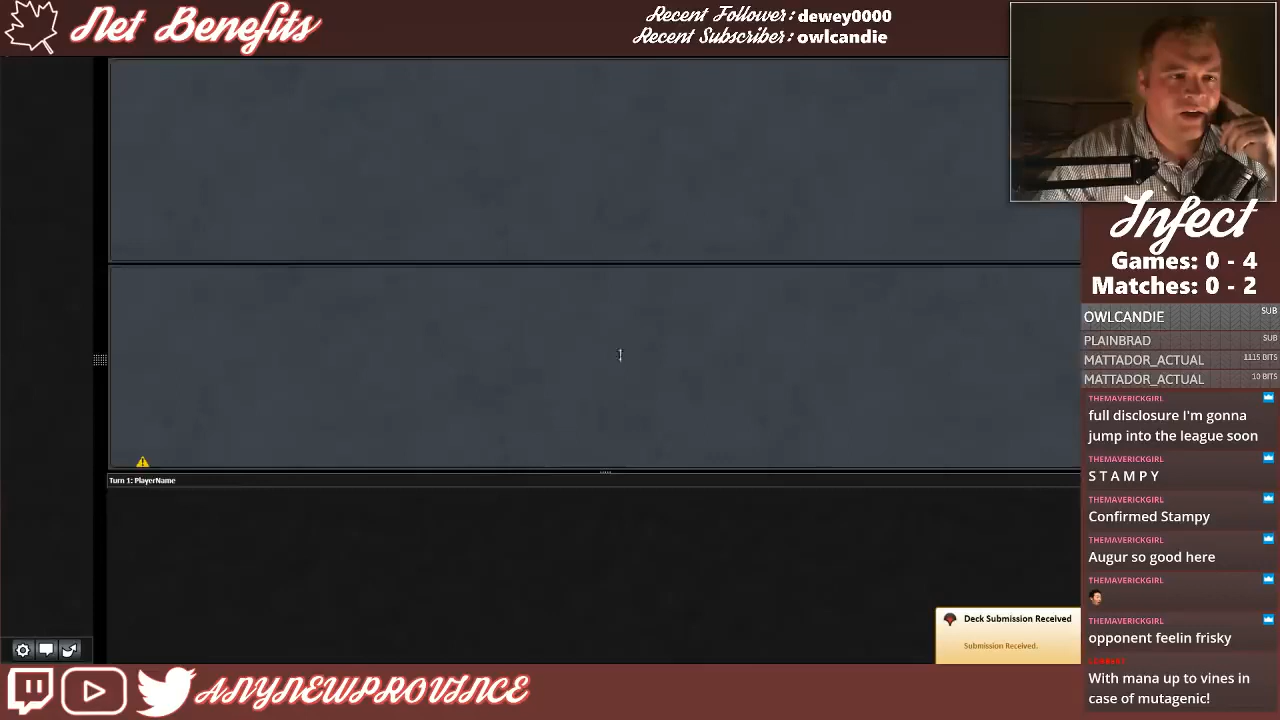 Net Benefits
Recent Follower: dewey0000
Recent Subscriber: owlcandie
Infect
Games: 0 - 4
Matches: 0 - 2
OWLCANDIE SUB
PLAINBRAD SUB
MATTADOR_ACTUAL 1115 BITS
MATTADOR_ACTUAL 10 BITS
THEMAVERICKGIRL
full disclosure I'm gonna
jump into the league soon
THEMAVERICKGIRL
S T A M P Y
THEMAVERICKGIRL
Confirmed Stampy
THEMAVERICKGIRL
Augur so good here
THEMAVERICKGIRL
THEMAVERICKGIRL
opponent feelin frisky
With mana up to vines in
case of mutagenic!
Turn 1: PlayerName
Deck Submission Received
Submission Received.
ANYNEWPROVINCE